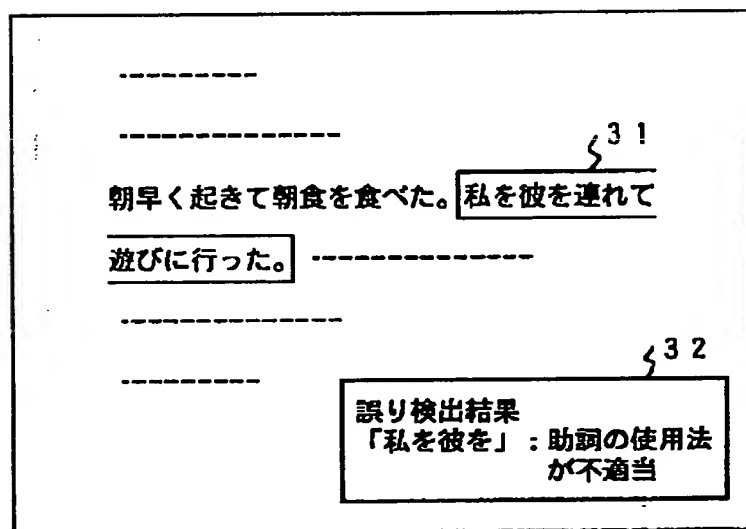 ---------
--------------
31
朝早く起きて朝食を食べた。私を彼を連れて
遊びに行った。 --------------
--------------
32
---------
誤り検出結果
「私を彼を」:助詞の使用法
が不適当